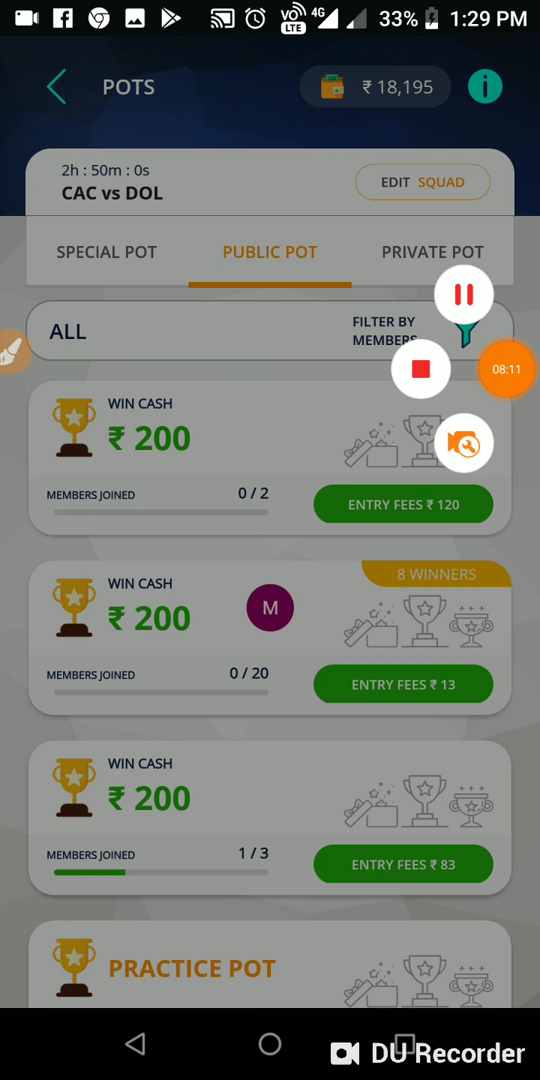 VO 4G 33% 1:29 PM
LTE
POTS ₹ 18,195 i
2h : 50m : 0s
CAC vs DOL
EDIT SQUAD
SPECIAL POT PUBLIC POT PRIVATE POT
ALL
FILTER BY
MEMBERS
08:11
WIN CASH
₹ 200
MEMBERS JOINED 0 / 2
ENTRY FEES ₹ 120
8 WINNERS
WIN CASH
₹ 200
M
MEMBERS JOINED 0 / 20
ENTRY FEES ₹ 13
WIN CASH
₹ 200
MEMBERS JOINED 1 / 3
ENTRY FEES ₹ 83
PRACTICE POT
DU Recorder